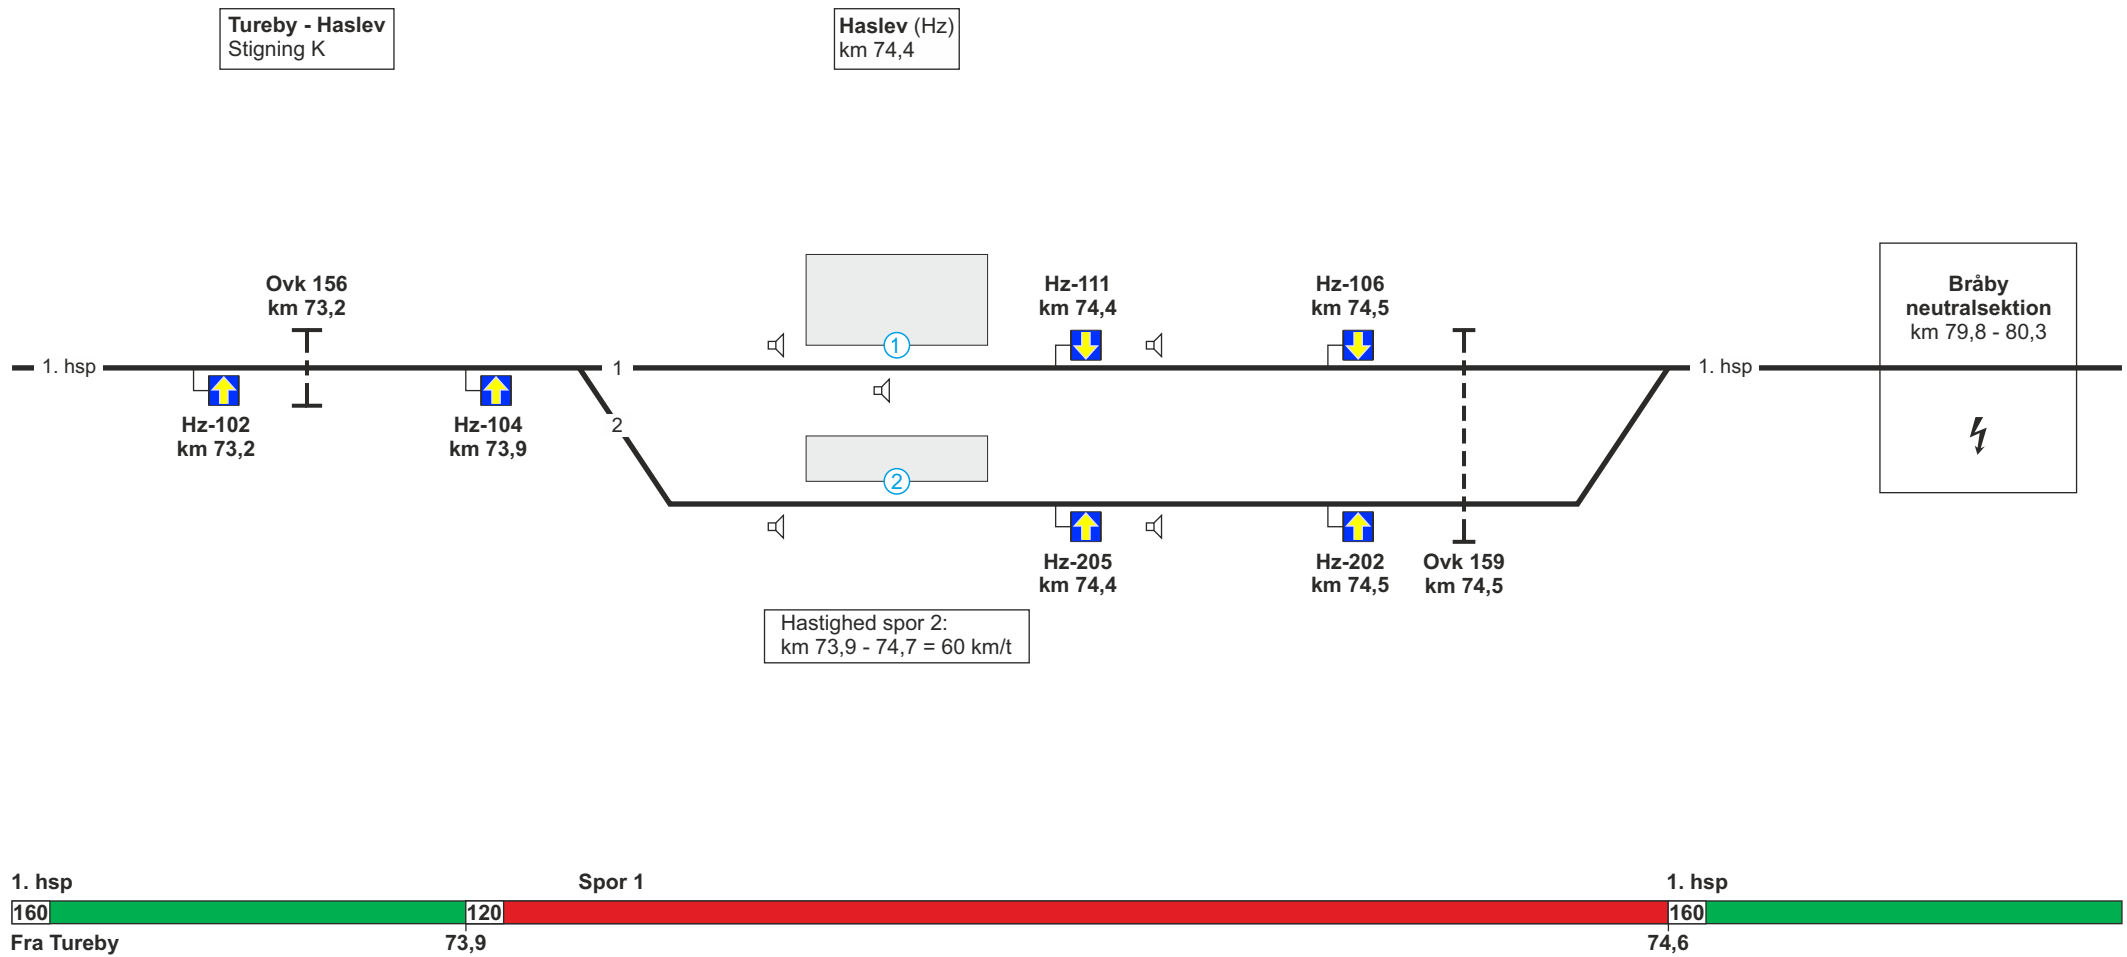 Tureby - Haslev
Stigning K
Haslev (Hz)
km 74,4
Ovk 156
km 73,2
Hz-111
km 74,4
Hz-106
km 74,5
Bråby
neutralsektion
km 79,8 - 80,3
1. hsp
1
1
1. hsp
Hz-102
km 73,2
Hz-104
km 73,9
2
2
Hz-205
km 74,4
Hz-202
km 74,5
Ovk 159
km 74,5
Hastighed spor 2:
km 73,9 - 74,7 = 60 km/t
1. hsp
Spor 1
1. hsp
160
120
160
Fra Tureby
73,9
74,6